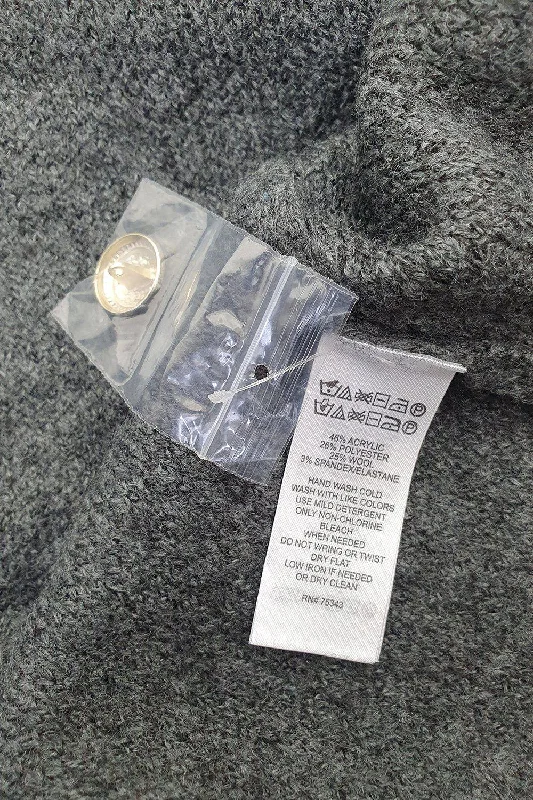 46% ACRYLIC
26% POLYESTER
25% WOOL
3% SPANDEX/ELASTANE
HAND WASH COLD
WASH WITH LIKE COLORS
USE MILD DETERGENT
ONLY NON-CHLORINE
BLEACH
WHEN NEEDED
DO NOT WRING OR TWIST
DRY FLAT
LOW IRON IF NEEDED
OR DRY CLEAN
RN# 75343